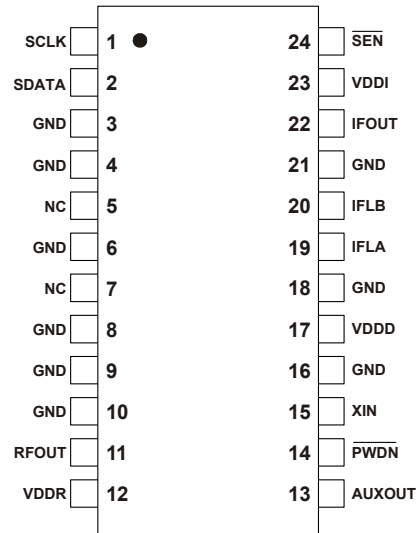 SCLK 1 24 S̅E̅N̅
SDATA 2 23 VDDI
GND 3 22 IFOUT
GND 4 21 GND
NC 5 20 IFLB
GND 6 19 IFLA
NC 7 18 GND
GND 8 17 VDDD
GND 9 16 GND
GND 10 15 XIN
RFOUT 11 14 P̅W̅D̅N̅
VDDR 12 13 AUXOUT